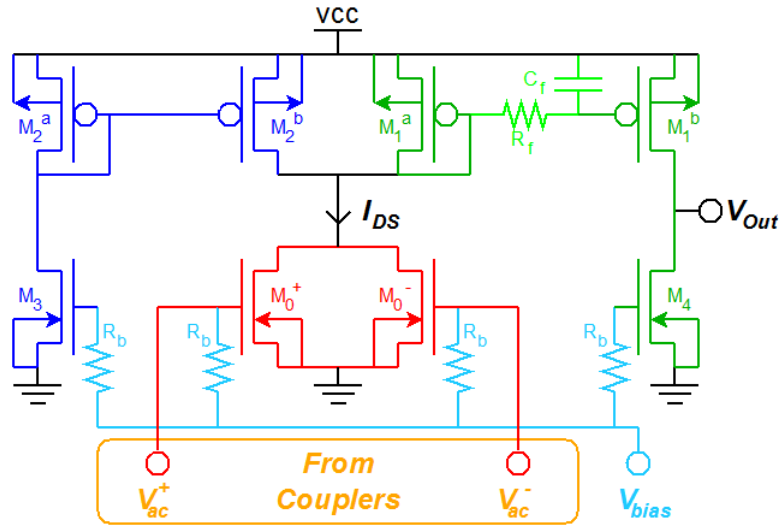 VCC
M2a
M2b
M1a
Cf
Rf
M1b
IDS
VOut
M3
Rb
Rb
M0+
M0-
Rb
Rb
M4
From
Couplers
Vac+
Vac-
Vbias